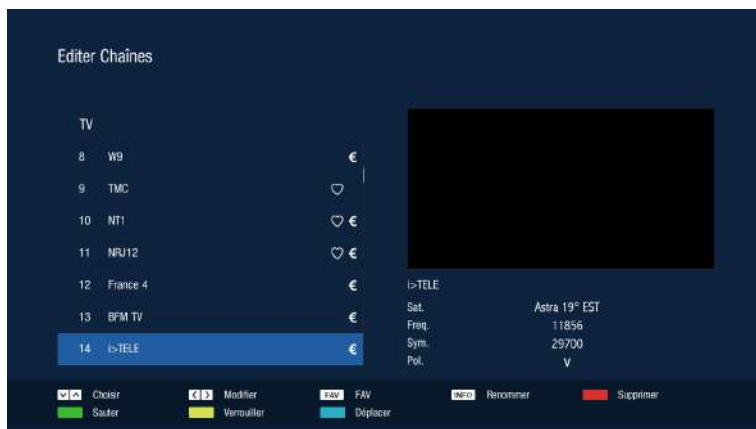 Editer Chaînes
TV
8 W9 €
9 TMC
10 NT1 €
11 NRJ12 €
12 France 4 €
13 BFM TV €
14 i>TELE €
i>TELE
Sat. Astra 19° EST
Freq. 11856
Sym. 29700
Pol. V
Choisir Modifier FAV FAV INFO Renommer Supprimer
Sauter Verrouiller Déplacer